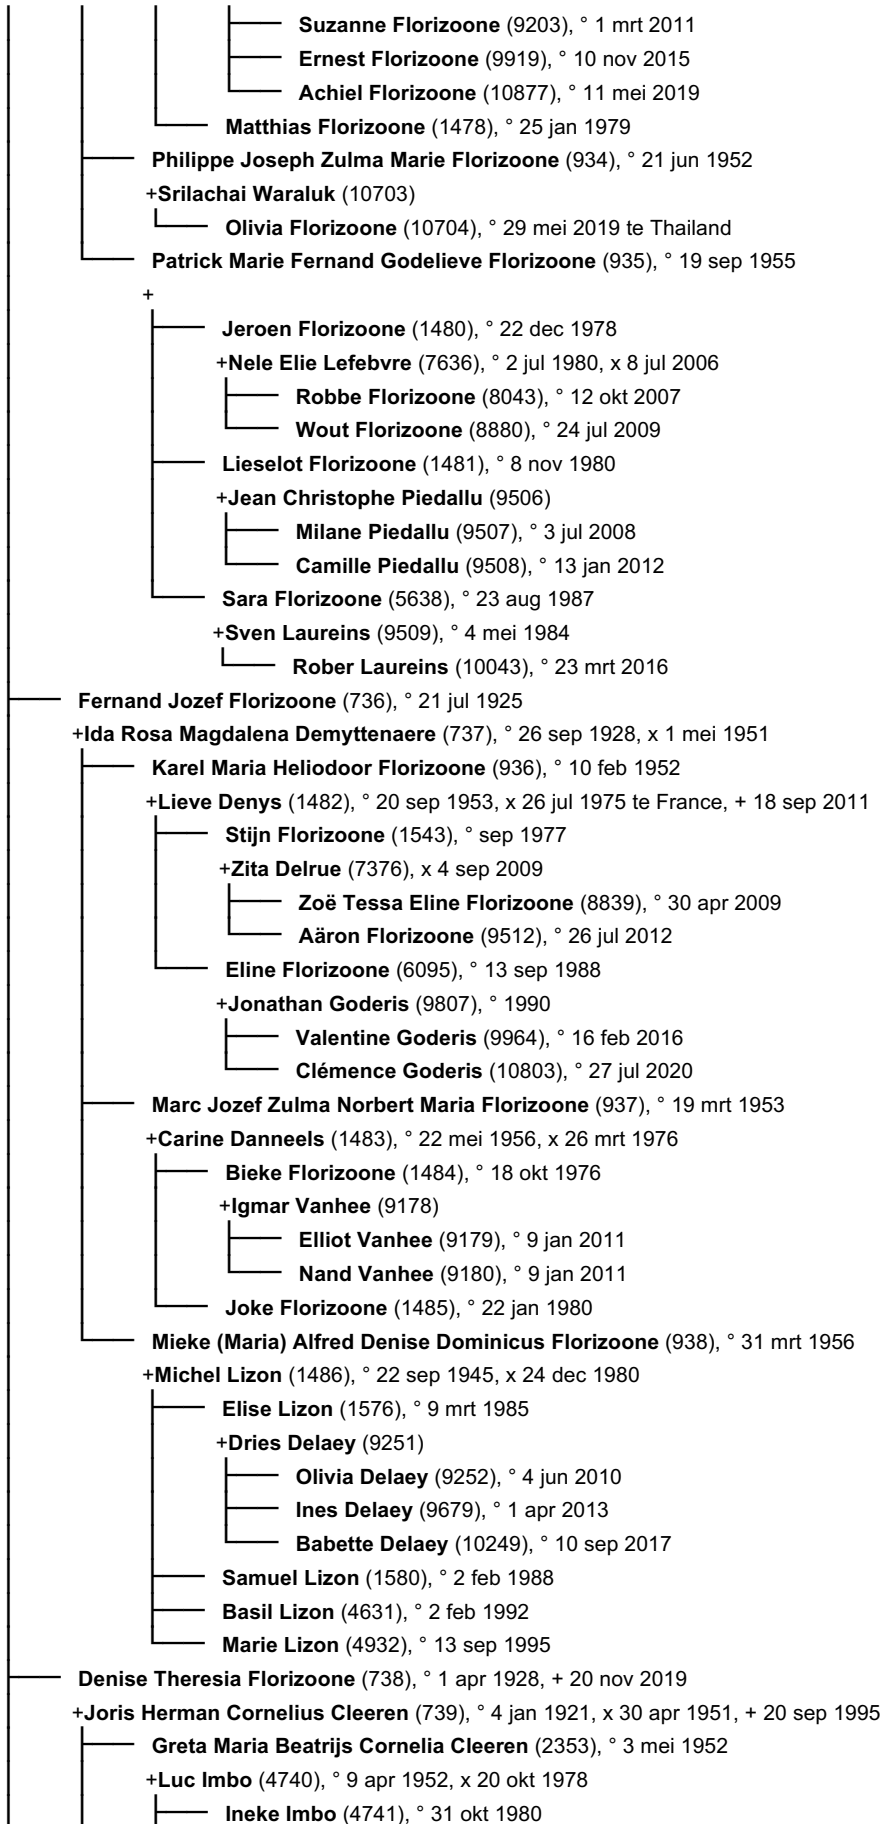 Suzanne Florizoone (9203), ° 1 mrt 2011
Ernest Florizoone (9919), ° 10 nov 2015
Achiel Florizoone (10877), ° 11 mei 2019
Matthias Florizoone (1478), ° 25 jan 1979
Philippe Joseph Zulma Marie Florizoone (934), ° 21 jun 1952
+Srilachai Waraluk (10703)
Olivia Florizoone (10704), ° 29 mei 2019 te Thailand
Patrick Marie Fernand Godelieve Florizoone (935), ° 19 sep 1955
+
Jeroen Florizoone (1480), ° 22 dec 1978
+Nele Elie Lefebvre (7636), ° 2 jul 1980, x 8 jul 2006
Robbe Florizoone (8043), ° 12 okt 2007
Wout Florizoone (8880), ° 24 jul 2009
Lieselot Florizoone (1481), ° 8 nov 1980
+Jean Christophe Piedallu (9506)
Milane Piedallu (9507), ° 3 jul 2008
Camille Piedallu (9508), ° 13 jan 2012
Sara Florizoone (5638), ° 23 aug 1987
+Sven Laureins (9509), ° 4 mei 1984
Rober Laureins (10043), ° 23 mrt 2016
Fernand Jozef Florizoone (736), ° 21 jul 1925
+Ida Rosa Magdalena Demyttenaere (737), ° 26 sep 1928, x 1 mei 1951
Karel Maria Heliodoor Florizoone (936), ° 10 feb 1952
+Lieve Denys (1482), ° 20 sep 1953, x 26 jul 1975 te France, + 18 sep 2011
Stijn Florizoone (1543), ° sep 1977
+Zita Delrue (7376), x 4 sep 2009
Zoë Tessa Eline Florizoone (8839), ° 30 apr 2009
Aäron Florizoone (9512), ° 26 jul 2012
Eline Florizoone (6095), ° 13 sep 1988
+Jonathan Goderis (9807), ° 1990
Valentine Goderis (9964), ° 16 feb 2016
Clémence Goderis (10803), ° 27 jul 2020
Marc Jozef Zulma Norbert Maria Florizoone (937), ° 19 mrt 1953
+Carine Danneels (1483), ° 22 mei 1956, x 26 mrt 1976
Bieke Florizoone (1484), ° 18 okt 1976
+Igmar Vanhee (9178)
Elliot Vanhee (9179), ° 9 jan 2011
Nand Vanhee (9180), ° 9 jan 2011
Joke Florizoone (1485), ° 22 jan 1980
Mieke (Maria) Alfred Denise Dominicus Florizoone (938), ° 31 mrt 1956
+Michel Lizon (1486), ° 22 sep 1945, x 24 dec 1980
Elise Lizon (1576), ° 9 mrt 1985
+Dries Delaey (9251)
Olivia Delaey (9252), ° 4 jun 2010
Ines Delaey (9679), ° 1 apr 2013
Babette Delaey (10249), ° 10 sep 2017
Samuel Lizon (1580), ° 2 feb 1988
Basil Lizon (4631), ° 2 feb 1992
Marie Lizon (4932), ° 13 sep 1995
Denise Theresia Florizoone (738), ° 1 apr 1928, + 20 nov 2019
+Joris Herman Cornelius Cleeren (739), ° 4 jan 1921, x 30 apr 1951, + 20 sep 1995
Greta Maria Beatrijs Cornelia Cleeren (2353), ° 3 mei 1952
+Luc Imbo (4740), ° 9 apr 1952, x 20 okt 1978
Ineke Imbo (4741), ° 31 okt 1980